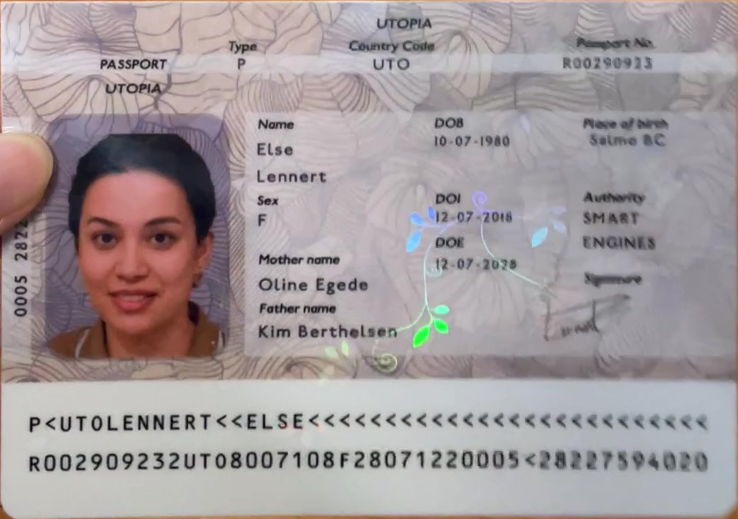 UTOPIA
Type Country Code Passport No.
PASSPORT P UTO R00290923
UTOPIA
Name DOB Place of birth
Else 10-07-1980 Salmo BC
Lennert
Sex DOI Authority
F 12-07-2018 SMART
DOE ENGINES
Mother name 12-07-2028
Oline Egede Signature
Father name
Kim Berthelsen
0005 2822
P<UTOLENNERT<<ELSE<<<<<<<<<<<<<<<<<<<<<<<<<<
R002909232UTO8007108F28071220005<28227594020